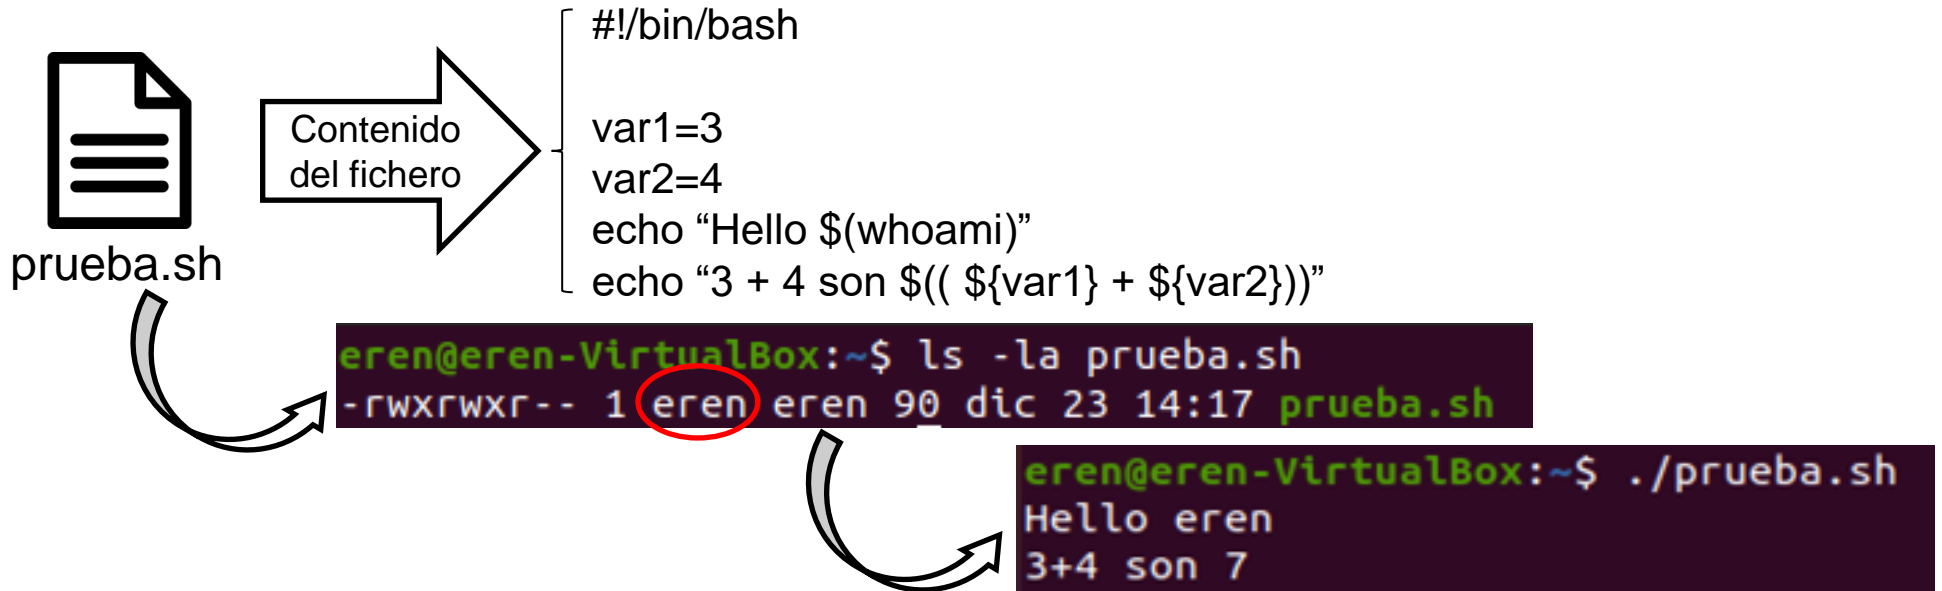 prueba.sh
Contenido
del fichero
#!/bin/bash
var1=3
var2=4
echo “Hello $(whoami)”
echo “3 + 4 son $(( ${var1} + ${var2}))”
eren@eren-VirtualBox:~$ ls -la prueba.sh
-rwxrwxr-- 1 eren eren 90 dic 23 14:17 prueba.sh
eren@eren-VirtualBox:~$ ./prueba.sh
Hello eren
3+4 son 7